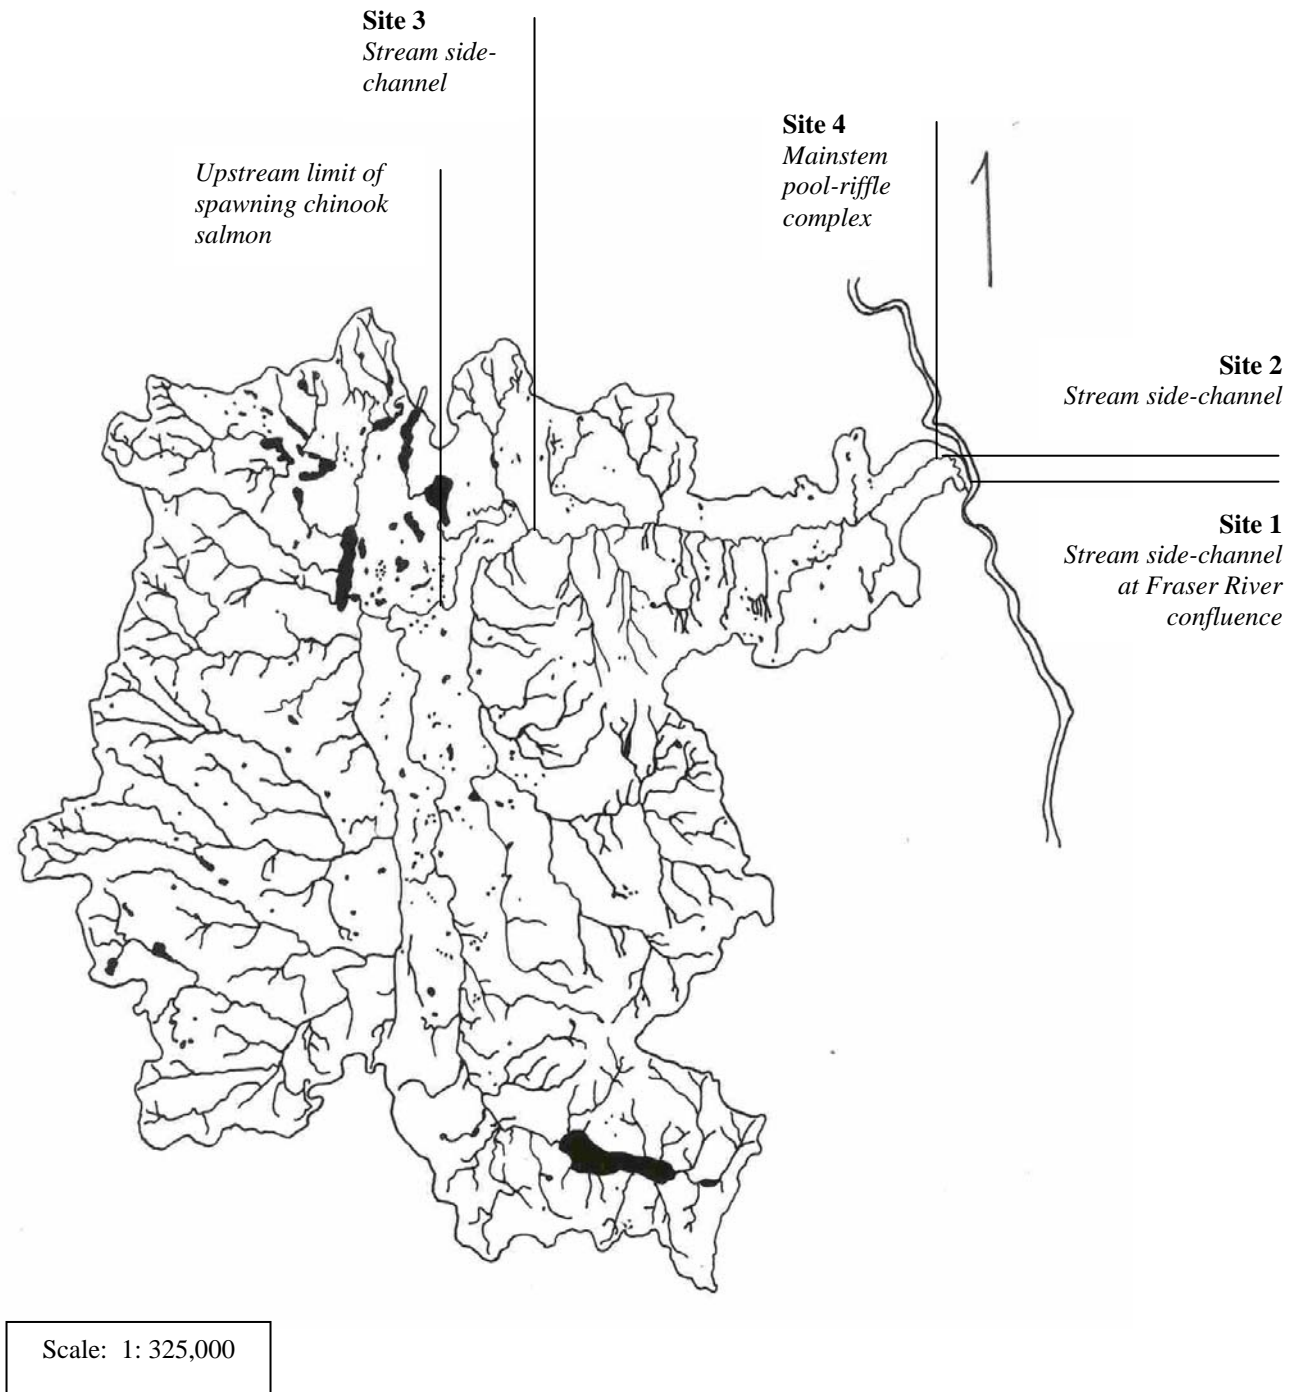 Site 3
Stream side-
channel
Site 4
Mainstem
pool-riffle
complex
Upstream limit of
spawning chinook
salmon
Site 2
Stream side-channel
Site 1
Stream side-channel
at Fraser River
confluence
Scale: 1: 325,000